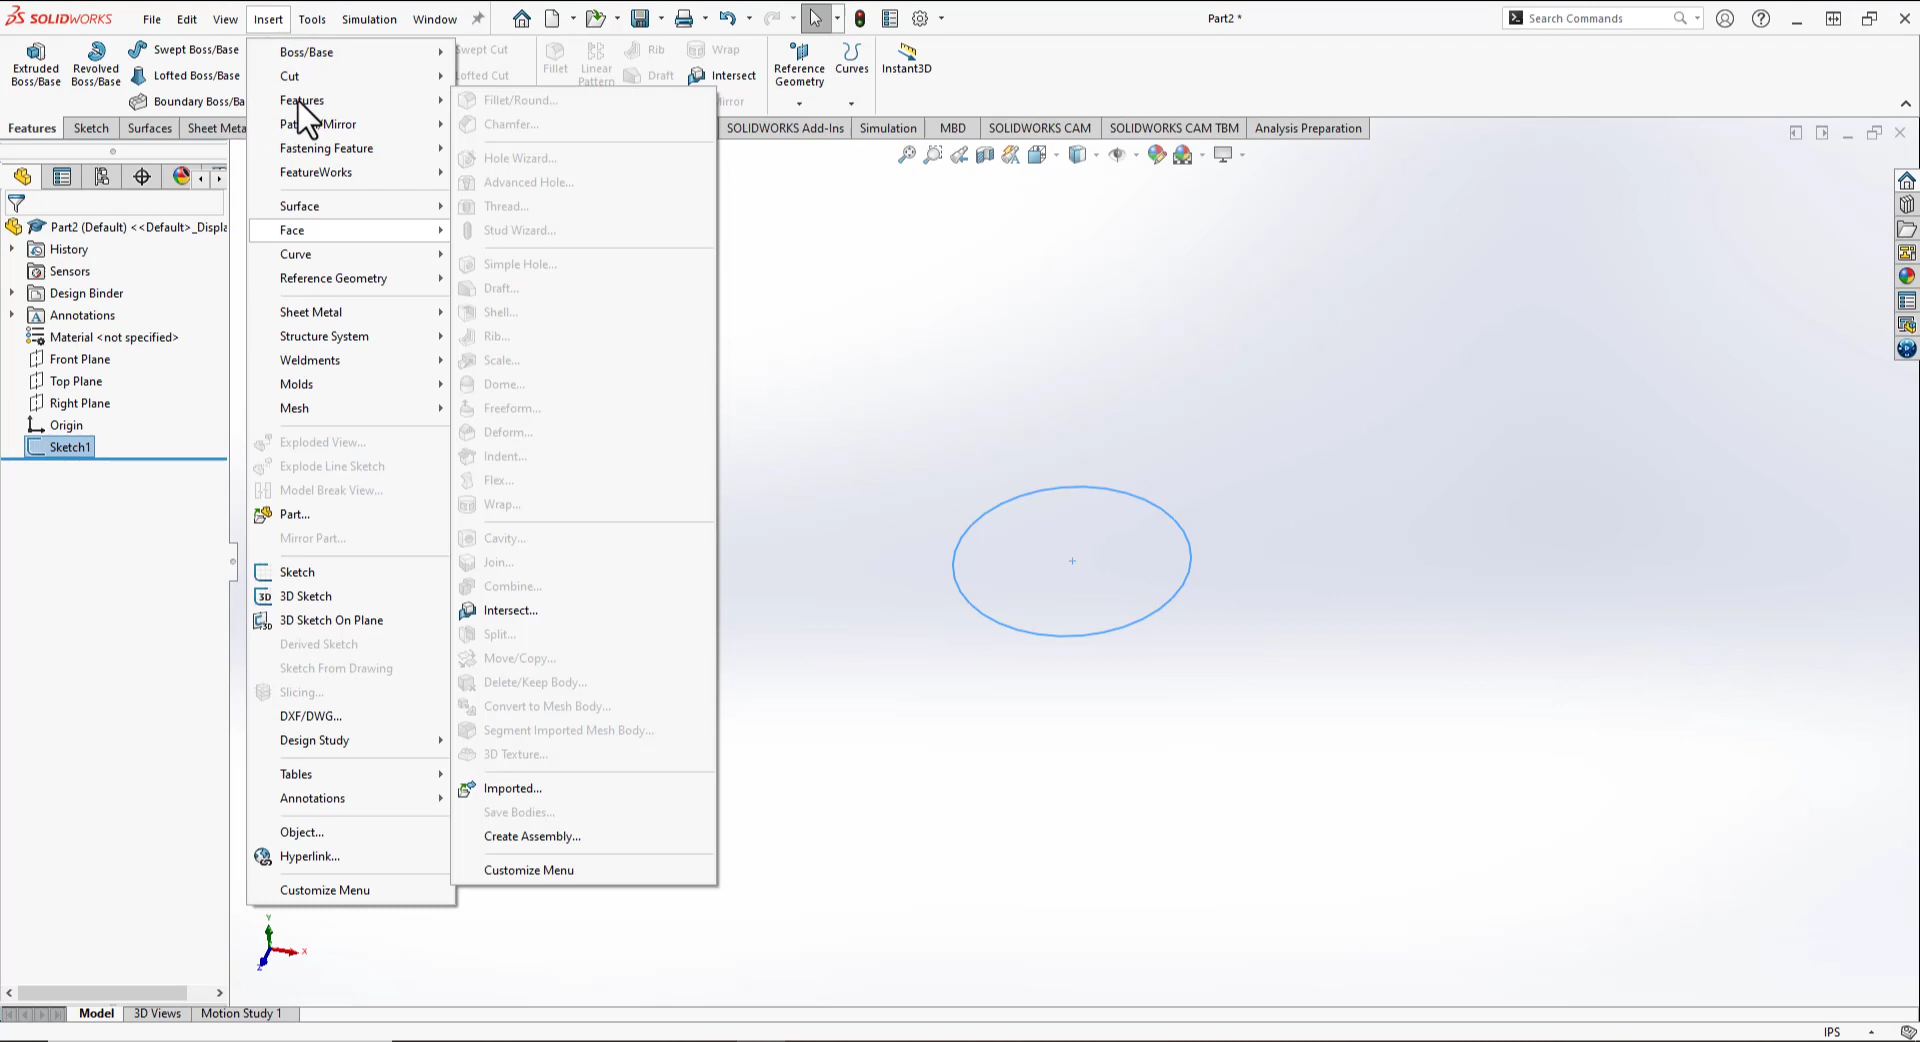 SOLIDWORKS File Edit View Insert Tools Simulation Window Part2 * Search Commands
Extruded Boss/Base
Revolved Boss/Base
Swept Boss/Base
Lofted Boss/Base
Boundary Boss/Ba
Swept Cut
Lofted Cut
Fillet
Linear Pattern
Rib
Draft
Wrap
Intersect
Mirror
Reference Geometry
Curves
Instant3D
Features Sketch Surfaces Sheet Meta SOLIDWORKS Add-Ins Simulation MBD SOLIDWORKS CAM SOLIDWORKS CAM TBM Analysis Preparation
Part2 (Default) <<Default>_Displa
History
Sensors
Design Binder
Annotations
Material <not specified>
Front Plane
Top Plane
Right Plane
Origin
Sketch1
Boss/Base
Cut
Features
Pattern/Mirror
Fastening Feature
FeatureWorks
Surface
Face
Curve
Reference Geometry
Sheet Metal
Structure System
Weldments
Molds
Mesh
Exploded View...
Explode Line Sketch
Model Break View...
Part...
Mirror Part...
Sketch
3D 3D Sketch
3D Sketch On Plane
Derived Sketch
Sketch From Drawing
Slicing...
DXF/DWG...
Design Study
Tables
Annotations
Object...
Hyperlink...
Customize Menu
Fillet/Round...
Chamfer...
Hole Wizard...
Advanced Hole...
Thread...
Stud Wizard...
Simple Hole...
Draft...
Shell...
Rib...
Scale...
Dome...
Freeform...
Deform...
Indent...
Flex...
Wrap...
Cavity...
Join...
Combine...
Intersect...
Split...
Move/Copy...
Delete/Keep Body...
Convert to Mesh Body...
Segment Imported Mesh Body...
3D Texture...
Imported...
Save Bodies...
Create Assembly...
Customize Menu
Y
X
Z
Model 3D Views Motion Study 1
IPS